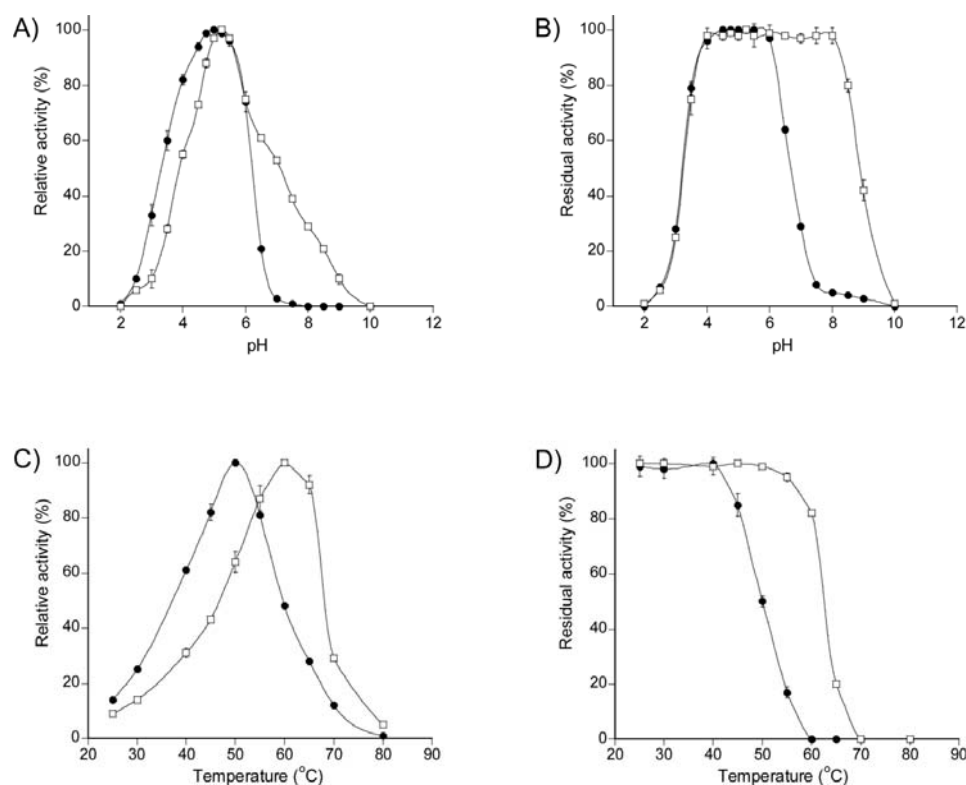 A)
Relative activity (%)
100
80
60
40
20
0
2 4 6 8 10 12
pH
B)
Residual activity (%)
100
80
60
40
20
0
2 4 6 8 10 12
pH
C)
Relative activity (%)
100
80
60
40
20
0
20 30 40 50 60 70 80 90
Temperature (°C)
D)
Residual activity (%)
100
80
60
40
20
0
20 30 40 50 60 70 80 90
Temperature (°C)